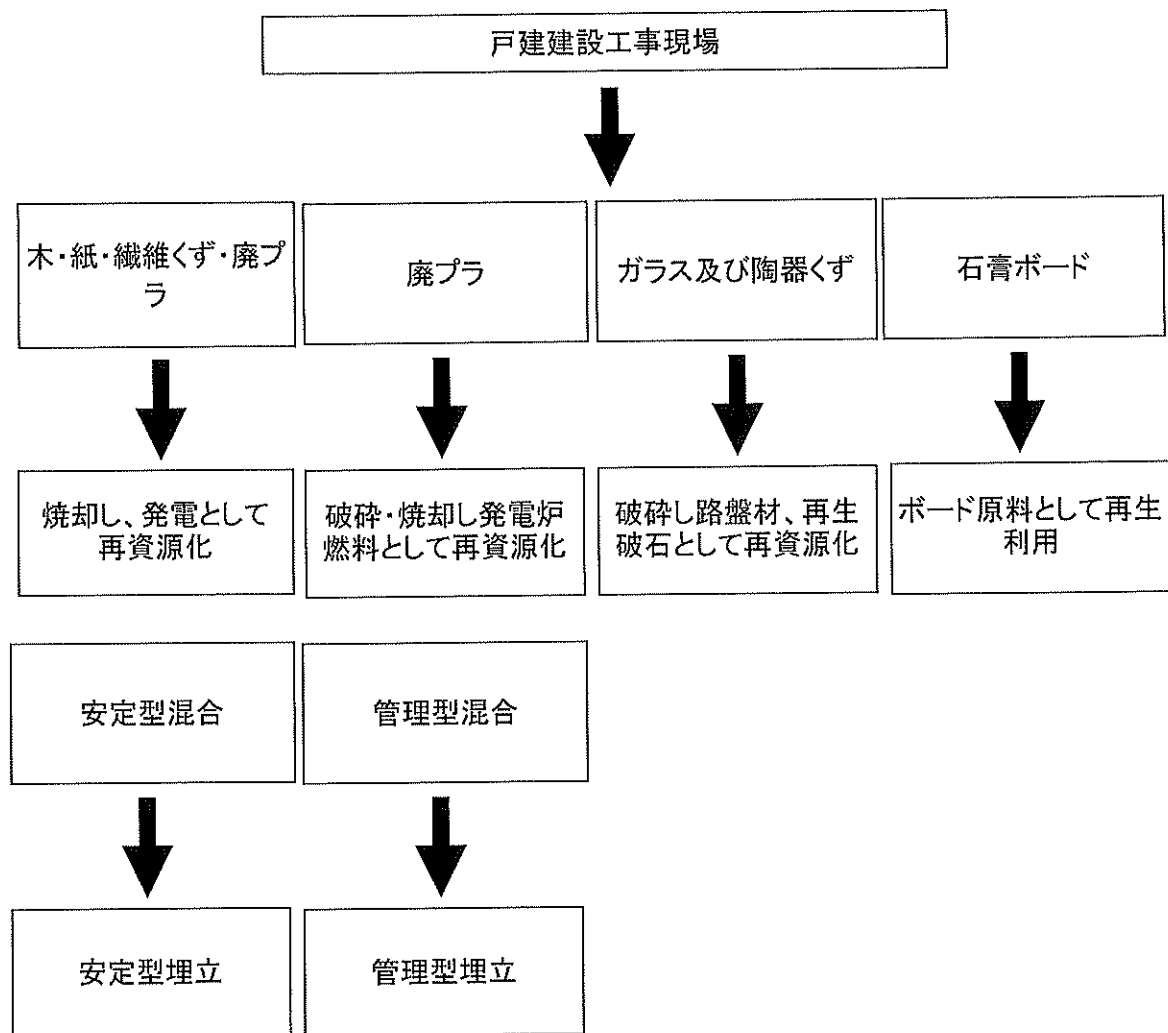 戸建建設工事現場
木・紙・繊維くず・廃プ
ラ
廃プラ
ガラス及び陶器くず
石膏ボード
焼却し、発電として
再資源化
破砕・焼却し発電炉
燃料として再資源化
破砕し路盤材、再生
破石として再資源化
ボード原料として再生
利用
安定型混合
管理型混合
安定型埋立
管理型埋立